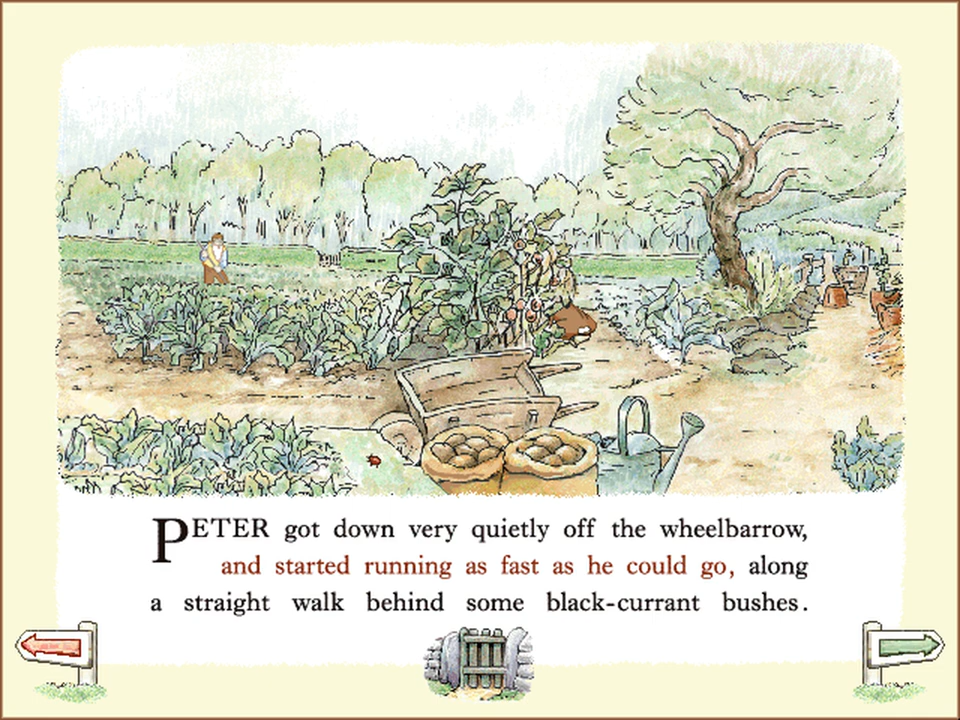 PETER got down very quietly off the wheelbarrow,
and started running as fast as he could go, along
a straight walk behind some black-currant bushes.